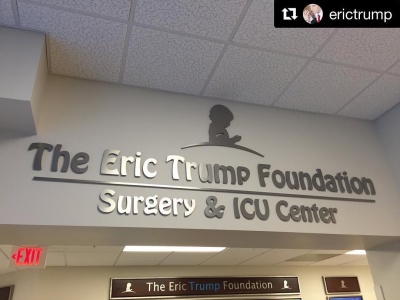 erictrump
The Eric Trump Foundation
Surgery & ICU Center
EXIT
The Eric Trump Foundation